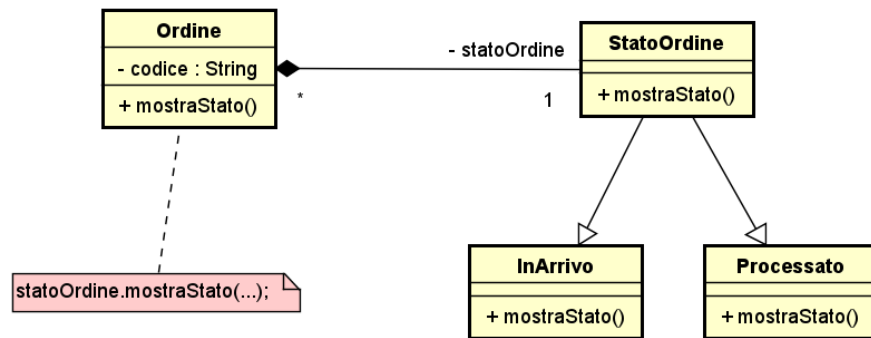 Ordine
- codice : String
+ mostraStato()
- statoOrdine
*
1
StatoOrdine
+ mostraStato()
statoOrdine.mostraStato(...);
InArrivo
+ mostraStato()
Processato
+ mostraStato()